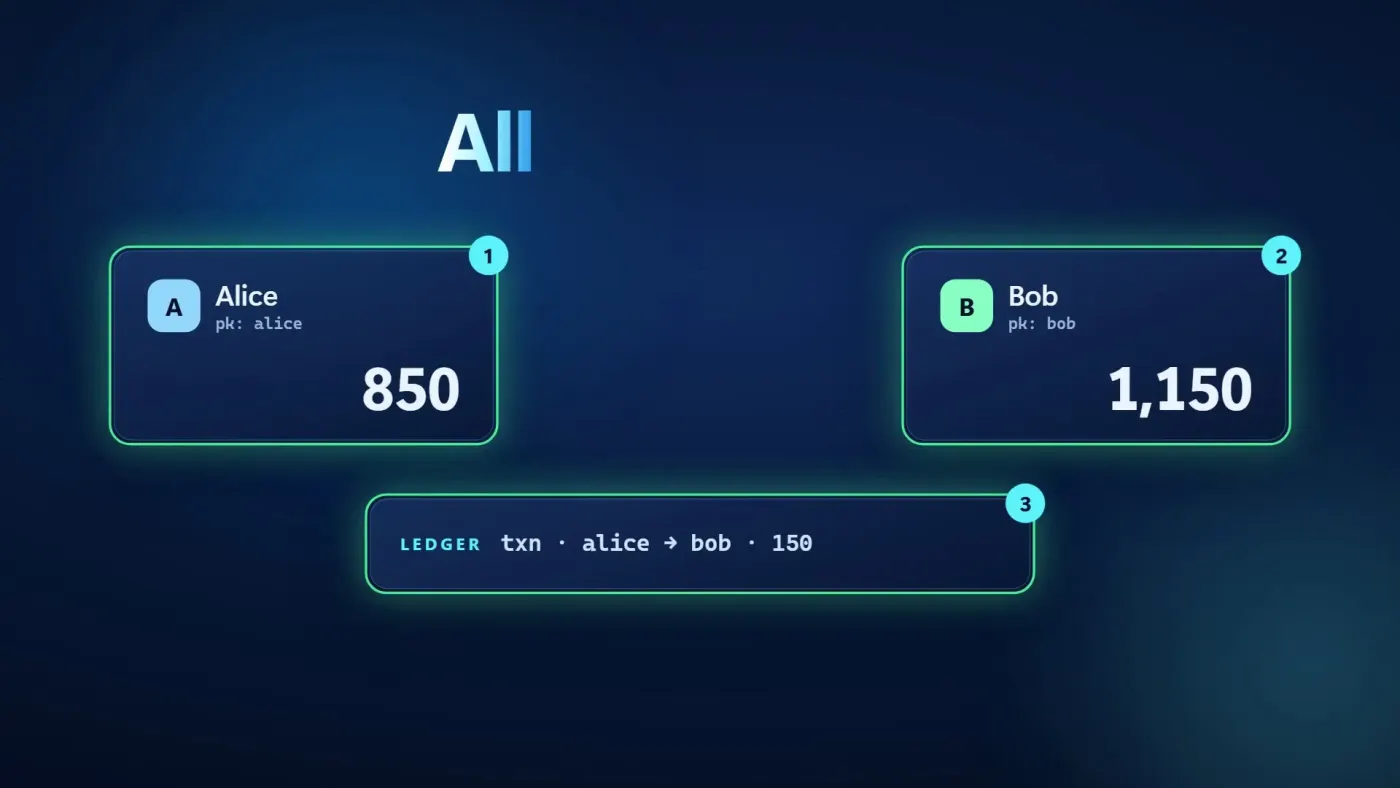 All
1
A Alice
pk: alice
850
2
B Bob
pk: bob
1,150
3
LEDGER txn · alice → bob · 150